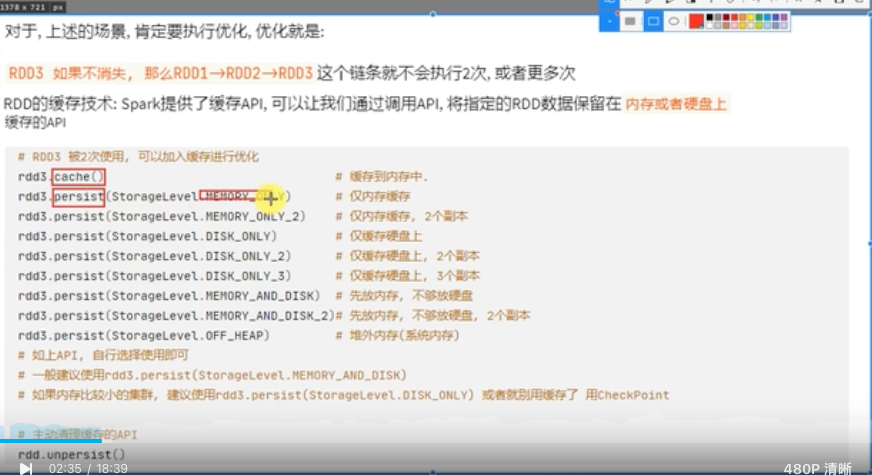 1378 x 721 px
对于, 上述的场景, 肯定要执行优化, 优化就是:
RDD3 如果不消失, 那么RDD1→RDD2→RDD3 这个链条就不会执行2次, 或者更多次
RDD的缓存技术: Spark提供了缓存API, 可以让我们通过调用API, 将指定的RDD数据保留在 内存或者硬盘上
缓存的API
# RDD3 被2次使用, 可以加入缓存进行优化
rdd3.cache() # 缓存到内存中.
rdd3.persist(StorageLevel.MEMORY_ONLY) # 仅内存缓存
rdd3.persist(StorageLevel.MEMORY_ONLY_2) # 仅内存缓存, 2个副本
rdd3.persist(StorageLevel.DISK_ONLY) # 仅缓存硬盘上
rdd3.persist(StorageLevel.DISK_ONLY_2) # 仅缓存硬盘上, 2个副本
rdd3.persist(StorageLevel.DISK_ONLY_3) # 仅缓存硬盘上, 3个副本
rdd3.persist(StorageLevel.MEMORY_AND_DISK) # 先放内存, 不够放硬盘
rdd3.persist(StorageLevel.MEMORY_AND_DISK_2)# 先放内存, 不够放硬盘, 2个副本
rdd3.persist(StorageLevel.OFF_HEAP) # 堆外内存(系统内存)
# 如上API, 自行选择使用即可
# 一般建议使用rdd3.persist(StorageLevel.MEMORY_AND_DISK)
# 如果内存比较小的集群, 建议使用rdd3.persist(StorageLevel.DISK_ONLY) 或者就别用缓存了 用CheckPoint
# 主动清理缓存的API
rdd.unpersist()
02:35 / 18:39 480P 清晰